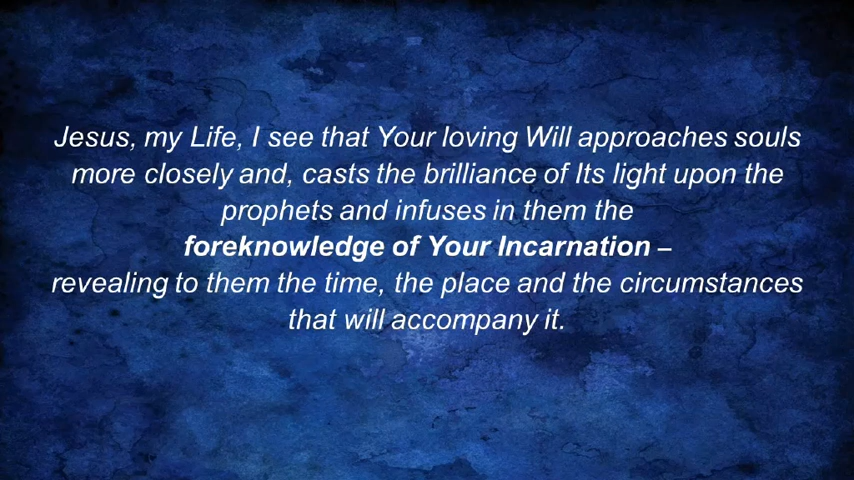 Jesus, my Life, I see that Your loving Will approaches souls
more closely and, casts the brilliance of Its light upon the
prophets and infuses in them the
foreknowledge of Your Incarnation –
revealing to them the time, the place and the circumstances
that will accompany it.